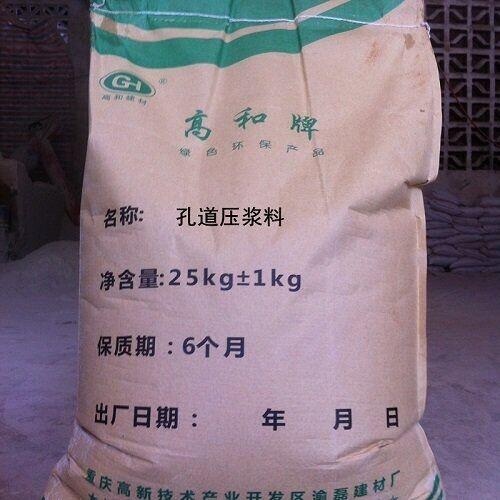 GH ®
高和建材
高和牌
绿色环保产品
名称: 孔道压浆料
净含量:25kg±1kg
保质期:6个月
出厂日期: 年 月 日
重庆高新技术产业开发区渝磊建材厂